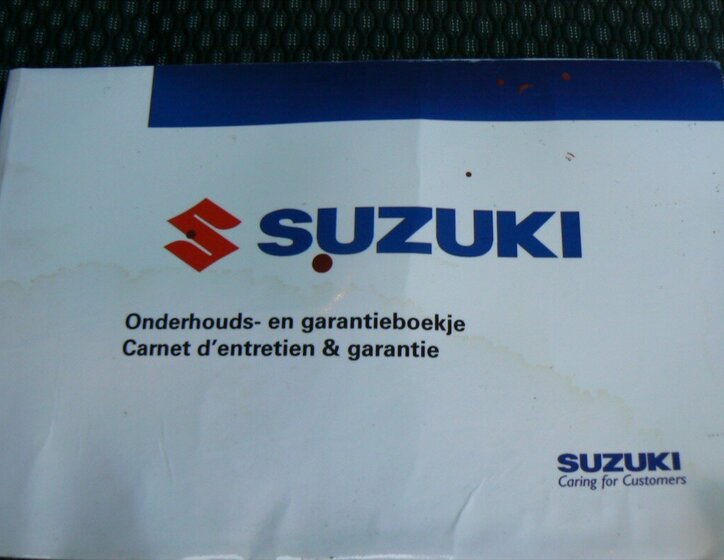 SUZUKI
Onderhouds- en garantieboekje
Carnet d'entretien & garantie
SUZUKI
Caring for Customers